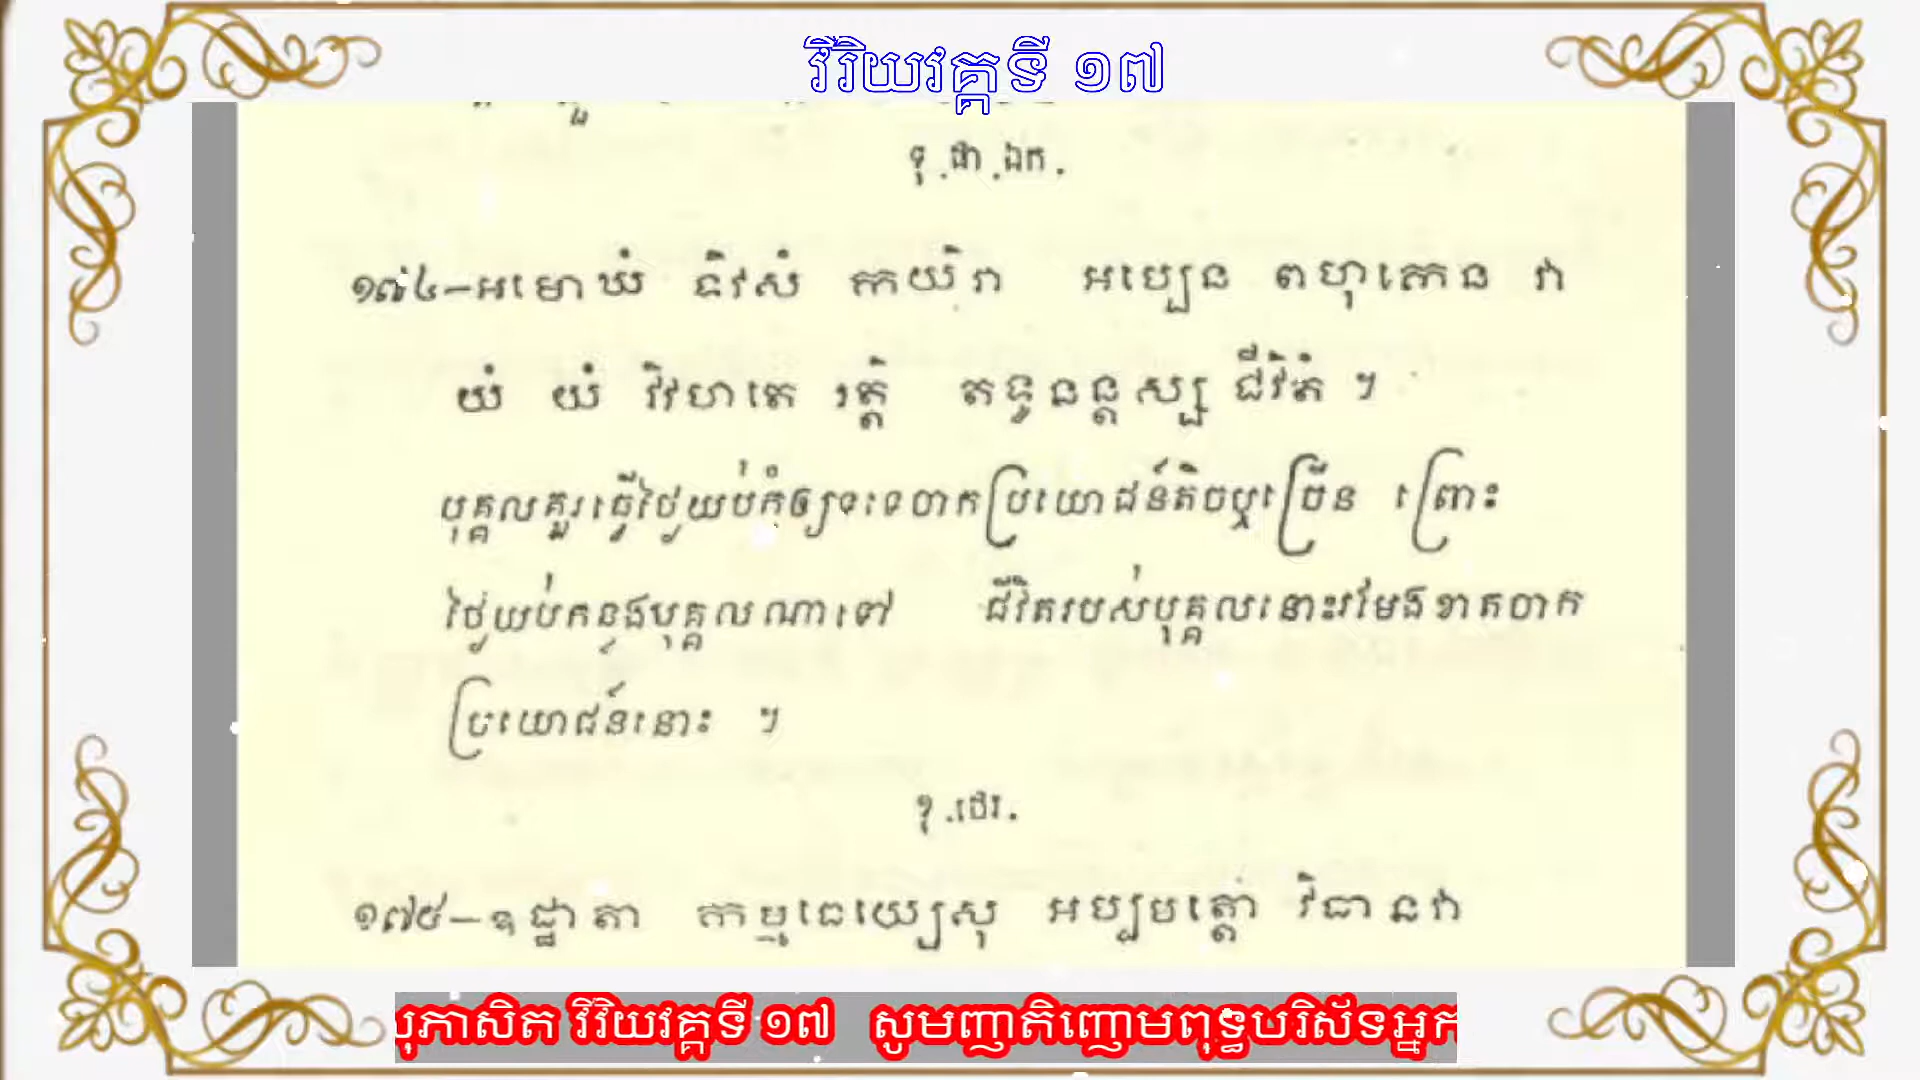 វីរិយវគ្គទី ១៧
ទុ .ជា .ឯក .
១៧៤–អមោឃំ ទិវសំ កយិរា អប្បេន ពហុកេន វា
យំ យំ វិវហតេ រត្តឹ តទូនន្តស្ស ជីវិតំ ។
បុគ្គលគួរធ្វើថ្ងៃយប់កុំឲ្យទទេចាកប្រយោជន៍តិចឬច្រើន ព្រោះ
ថ្ងៃយប់កន្លងបុគ្គលណាទៅ ជីវិតរបស់បុគ្គលនោះរមែងខាតចាក
ប្រយោជន៍នោះ ។
ខុ .ថេរ .
១៧៥–ឧដ្ឋាតា កម្មធេយ្យេសុ អប្បមត្តោ វិធានវា
សុភាសិត វីរិយវគ្គទី ១៧ សូមញាតិញោមពុទ្ធបរិស័ទអ្នក